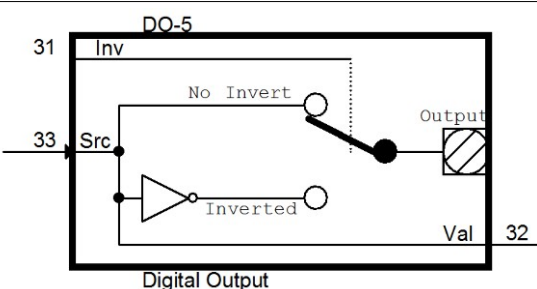 DO-5
31 Inv
No Invert
Output
33 Src
Inverted
Val 32
Digital Output